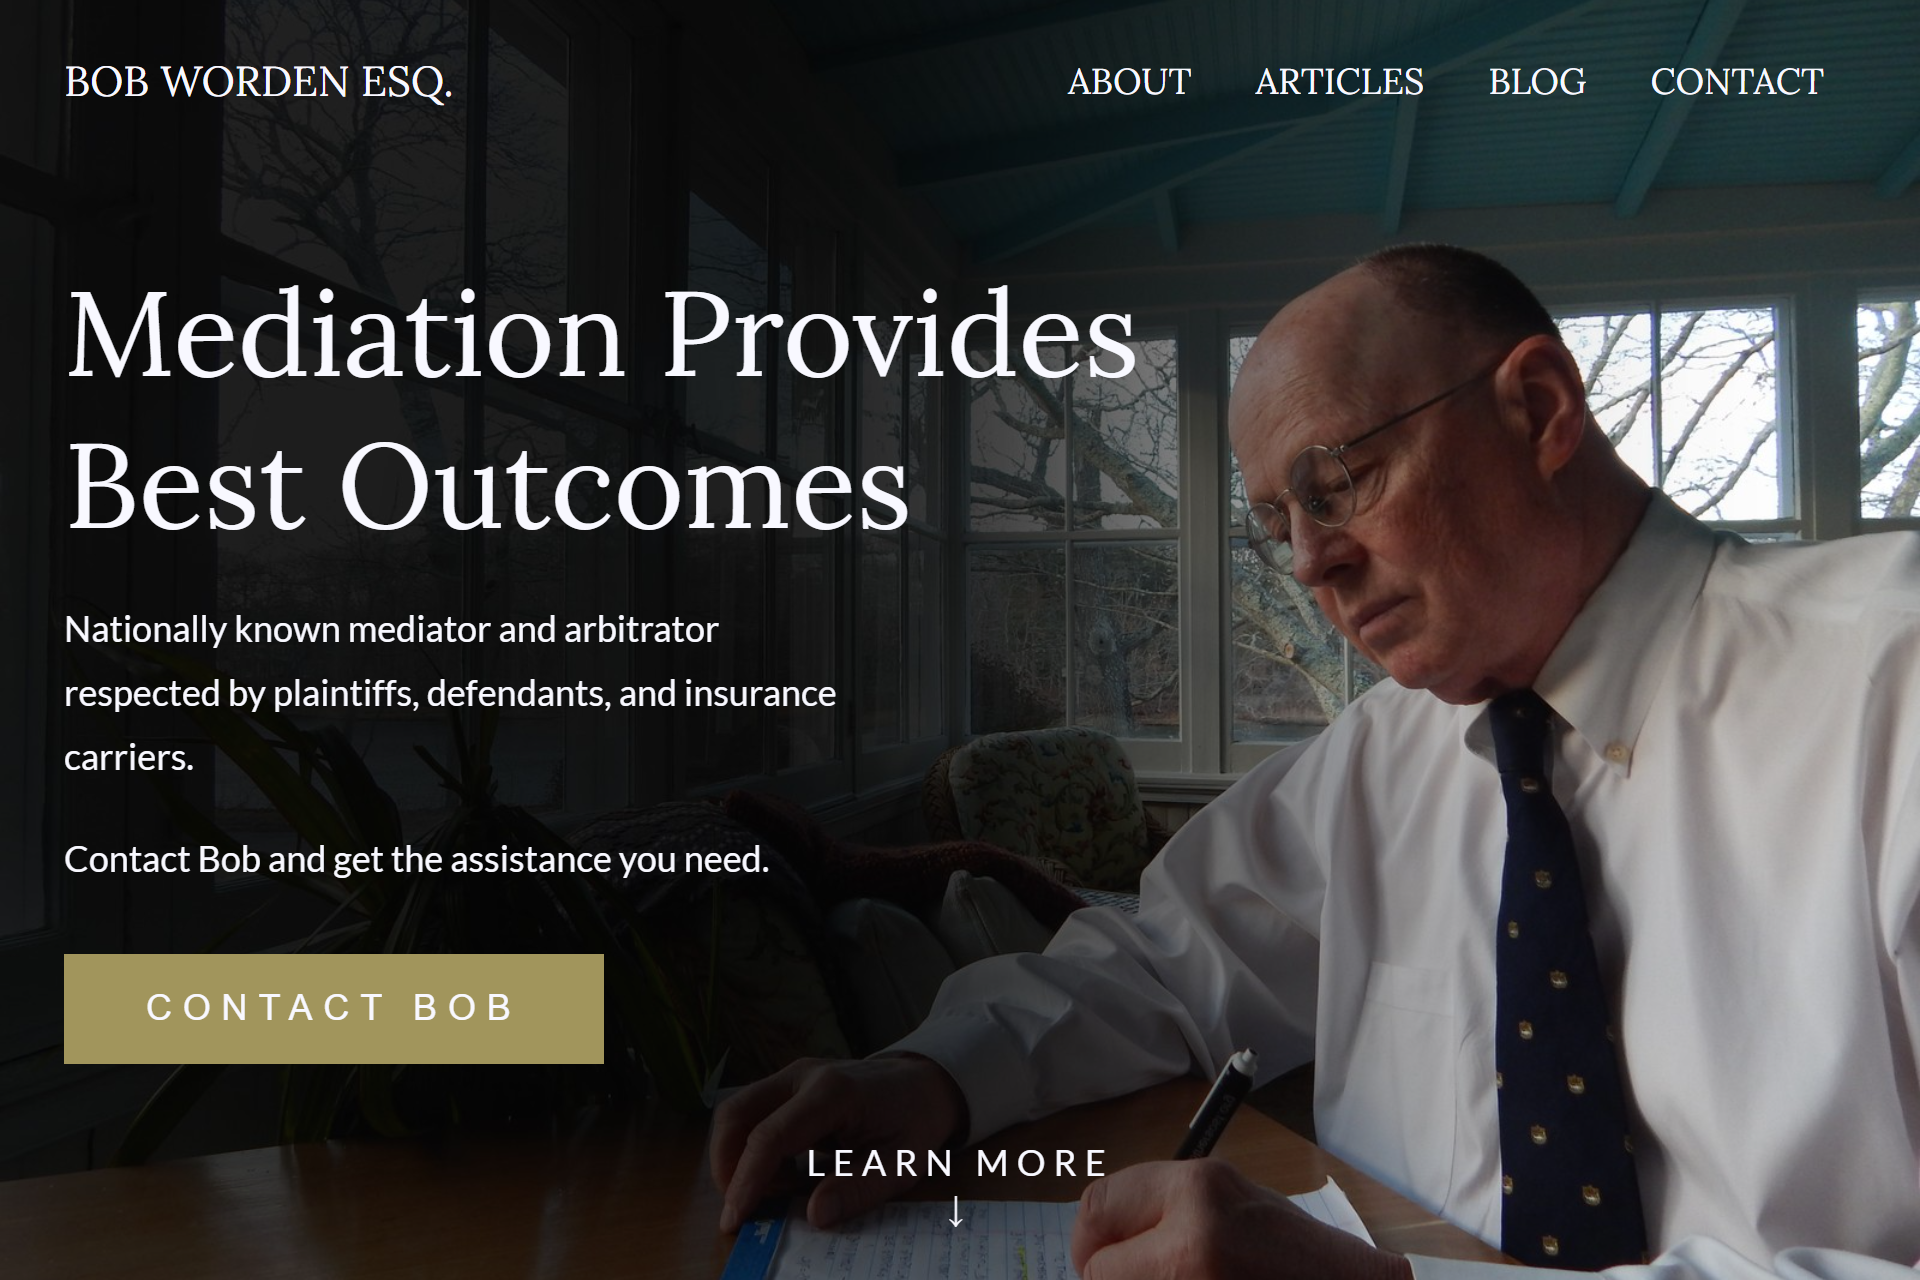 BOB WORDEN ESQ.
ABOUT ARTICLES BLOG CONTACT
Mediation Provides
Best Outcomes
Nationally known mediator and arbitrator
respected by plaintiffs, defendants, and insurance
carriers.
Contact Bob and get the assistance you need.
CONTACT BOB
LEARN MORE
↓